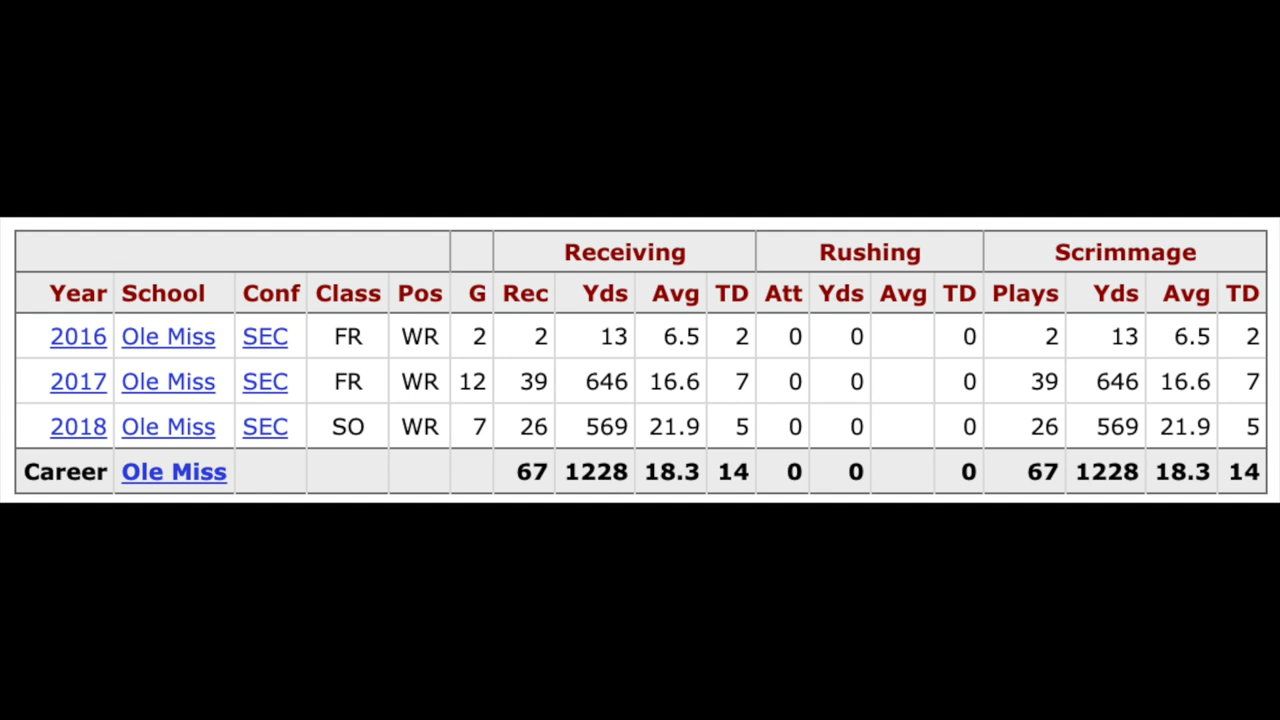 Receiving Rushing Scrimmage
Year School Conf Class Pos G Rec Yds Avg TD Att Yds Avg TD Plays Yds Avg TD
2016 Ole Miss SEC FR WR 2 2 13 6.5 2 0 0 0 2 13 6.5 2
2017 Ole Miss SEC FR WR 12 39 646 16.6 7 0 0 0 39 646 16.6 7
2018 Ole Miss SEC SO WR 7 26 569 21.9 5 0 0 0 26 569 21.9 5
Career Ole Miss 67 1228 18.3 14 0 0 0 67 1228 18.3 14